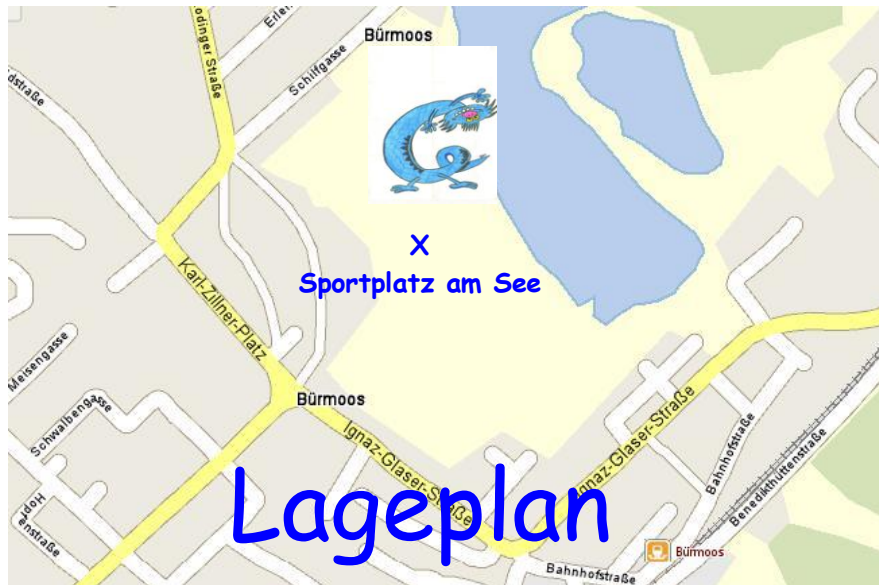 Bürmoos
Schilfgasse
Karl-Zillner-Platz
X
Sportplatz am See
Meisengasse
Schwalbengasse
Bürmoos
Ignaz-Glaser-Straße
Ignaz-Glaser-Straße
Lageplan
Bahnhofstraße
Benedikthüttenstraße
Bürmoos
Bahnhofstraße